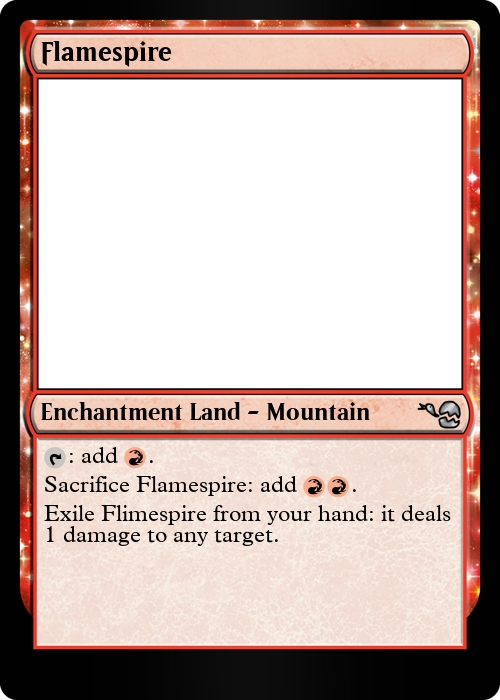 Flamespire
Enchantment Land – Mountain
: add .
Sacrifice Flamespire: add .
Exile Flimespire from your hand: it deals
1 damage to any target.